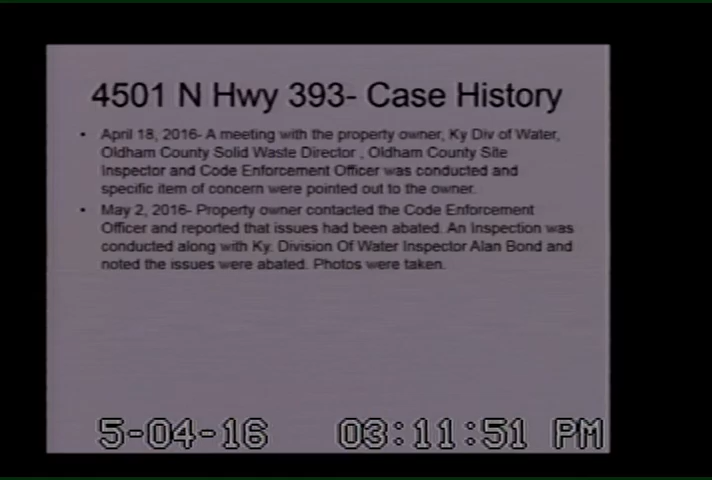 4501 N Hwy 393- Case History
• April 18, 2016- A meeting with the property owner, Ky Div of Water,
Oldham County Solid Waste Director , Oldham County Site
Inspector and Code Enforcement Officer was conducted and
specific item of concern were pointed out to the owner.
• May 2, 2016- Property owner contacted the Code Enforcement
Officer and reported that issues had been abated. An Inspection was
conducted along with Ky. Division Of Water Inspector Alan Bond and
noted the issues were abated. Photos were taken.
5-04-16 03:11:51 PM